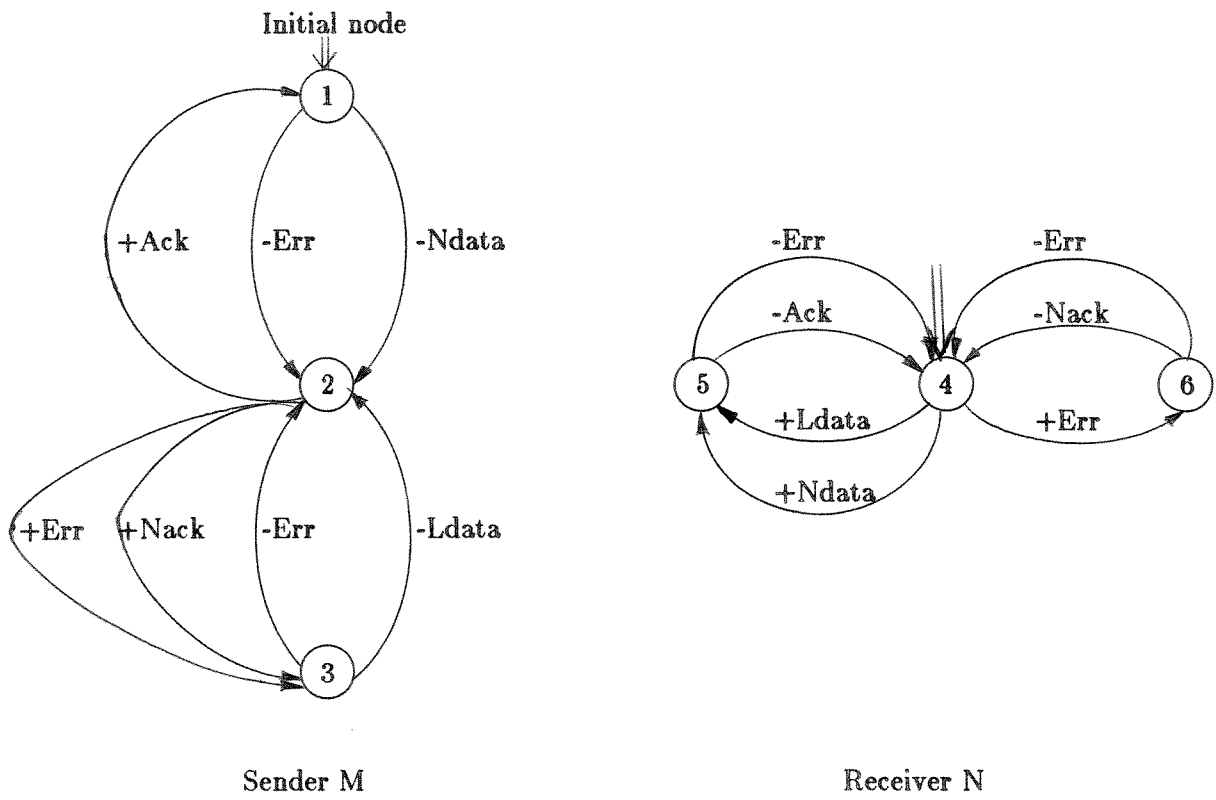 Initial node
1
+Ack
-Err
-Ndata
2
+Err
+Nack
-Err
-Ldata
3
Sender M
-Err
-Err
-Ack
-Nack
5
4
6
+Ldata
+Err
+Ndata
Receiver N